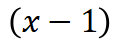 (x − 1)